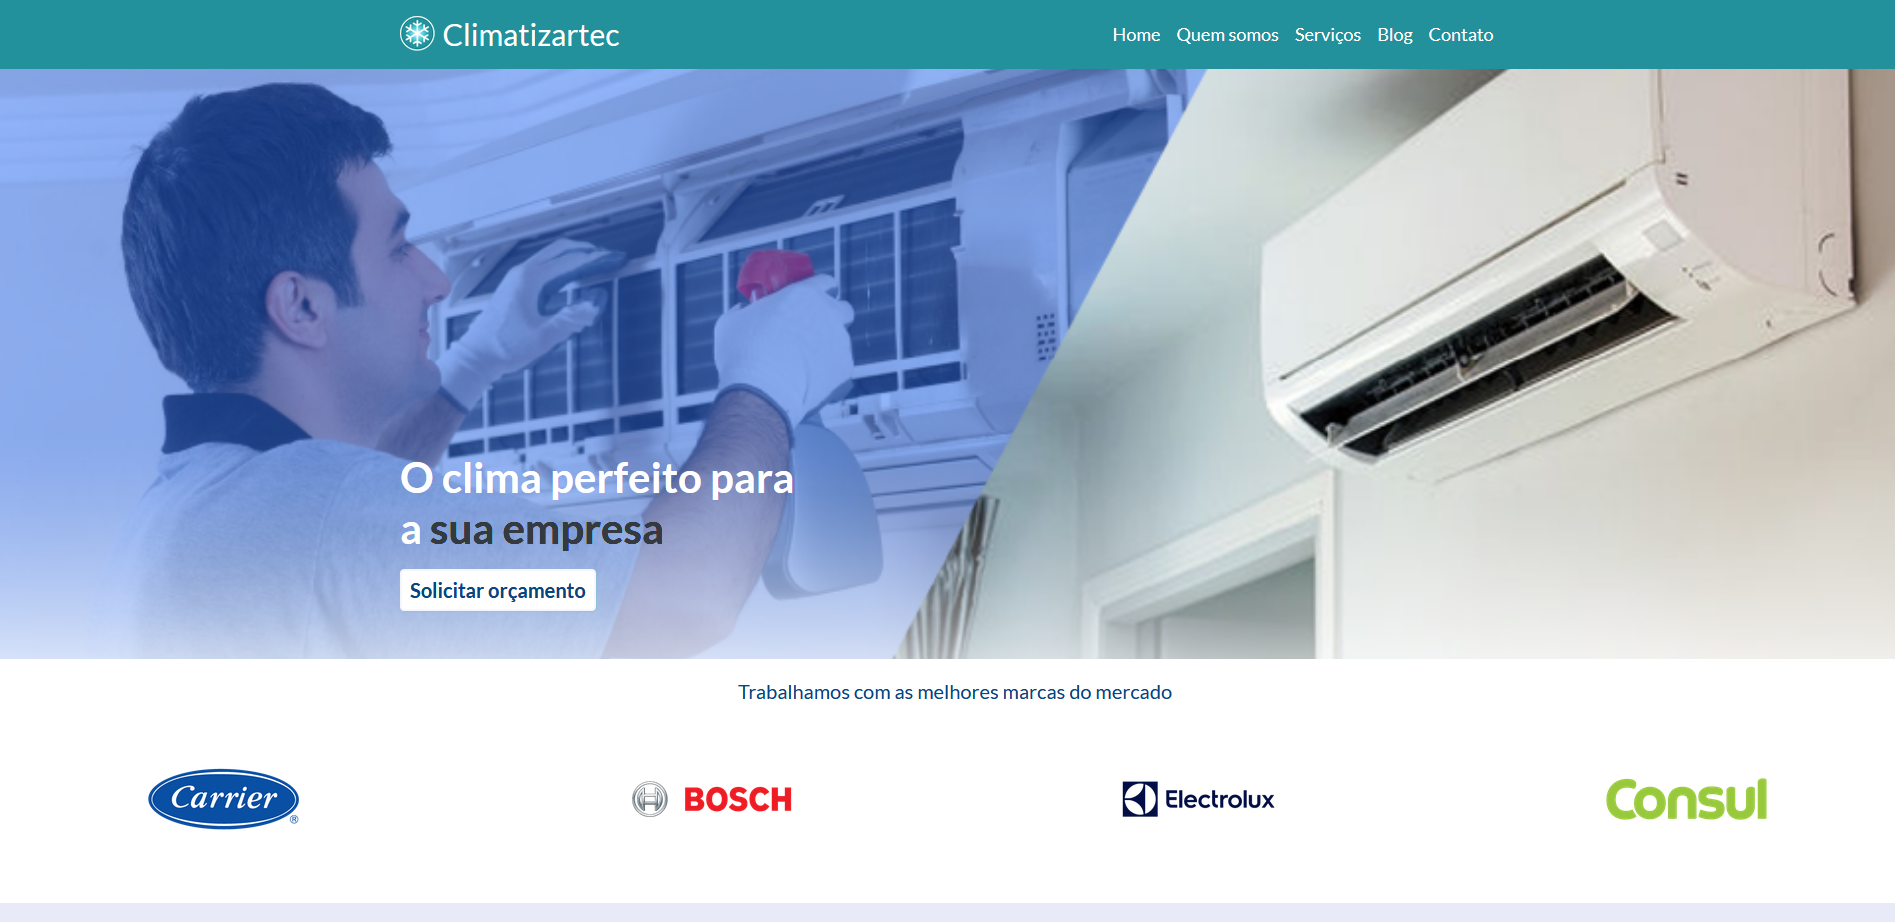 Climatizartec
Home Quem somos Serviços Blog Contato
O clima perfeito para
a sua empresa
Solicitar orçamento
Trabalhamos com as melhores marcas do mercado
Carrier ®
BOSCH
Electrolux
Consul